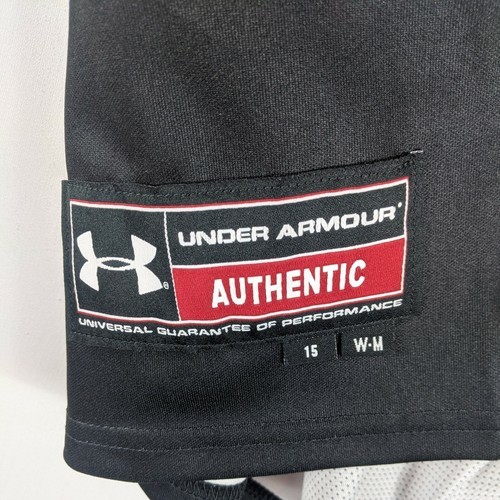 UNDER ARMOUR®
®
AUTHENTIC
UNIVERSAL GUARANTEE OF PERFORMANCE
15 W-M